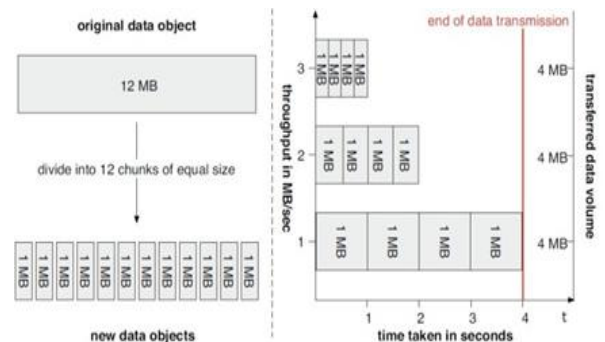 original data object
12 MB
divide into 12 chunks of equal size
1 MB 1 MB 1 MB 1 MB 1 MB 1 MB 1 MB 1 MB 1 MB 1 MB 1 MB 1 MB
new data objects
throughput in MB/sec
end of data transmission
3
1 MB 1 MB 1 MB 1 MB
4 MB
2
1 MB 1 MB 1 MB 1 MB
4 MB
1
1 MB 1 MB 1 MB 1 MB
4 MB
transferred data volume
1 2 3 4 t
time taken in seconds